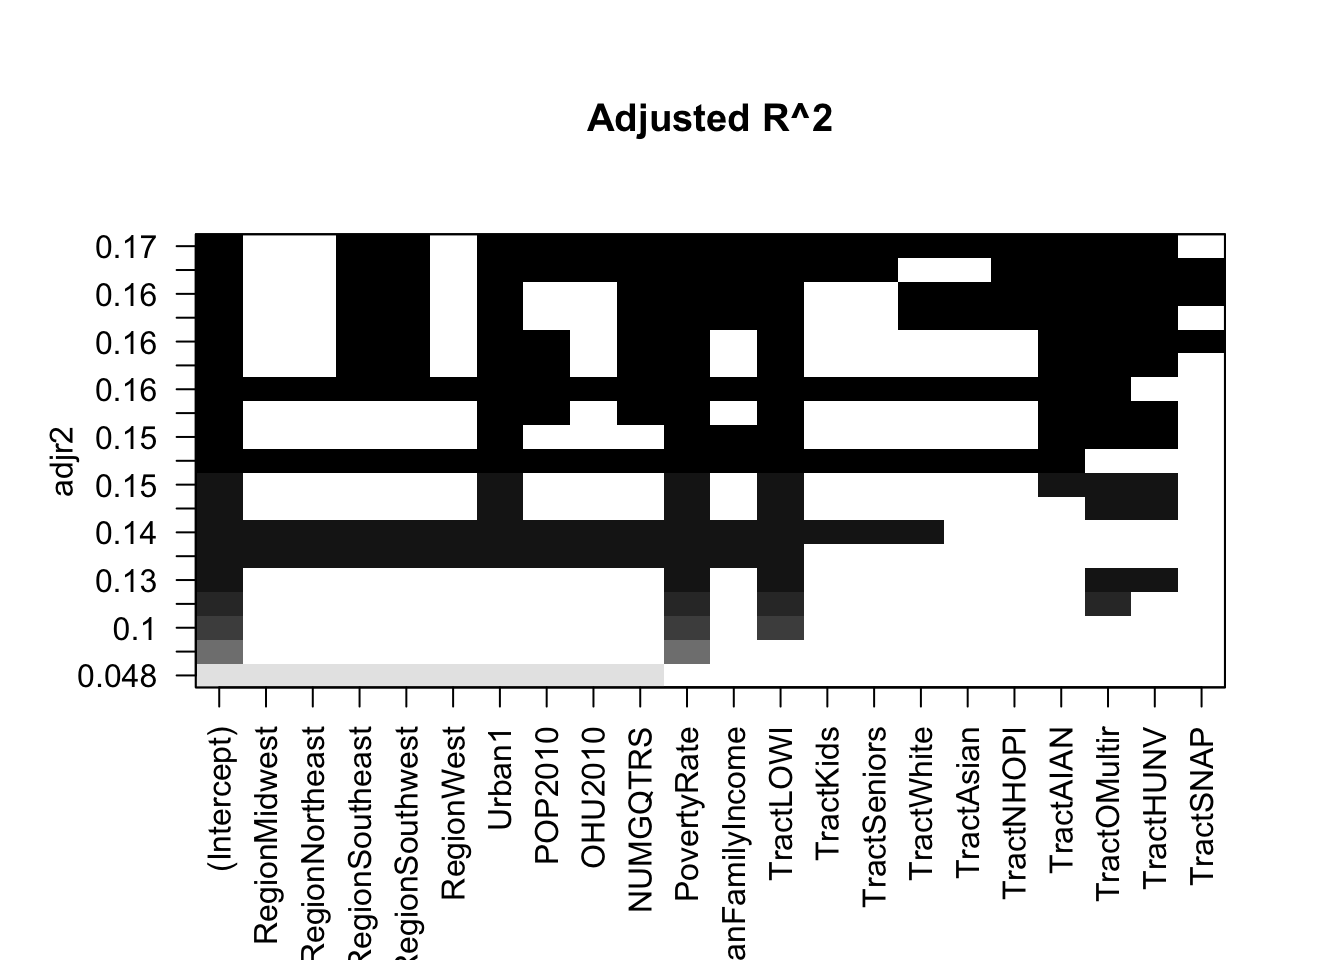 Adjusted R^2
adjr2
0.17
0.16
0.16
0.16
0.15
0.15
0.14
0.13
0.1
0.048
(Intercept)
RegionMidwest
RegionNortheast
RegionSoutheast
RegionSouthwest
RegionWest
Urban1
POP2010
OHU2010
NUMGQTRS
PovertyRate
anFamilyIncome
TractLOWI
TractKids
TractSeniors
TractWhite
TractAsian
TractNHOPI
TractAIAN
TractOMultir
TractHUNV
TractSNAP